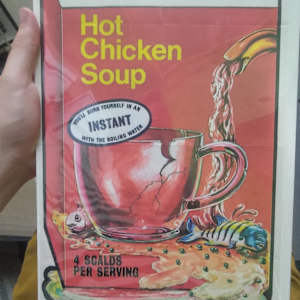 Hot
Chicken
Soup
YOU'LL BURN YOURSELF IN AN
INSTANT
WITH THE BOILING WATER
4 SCALDS
PER SERVING